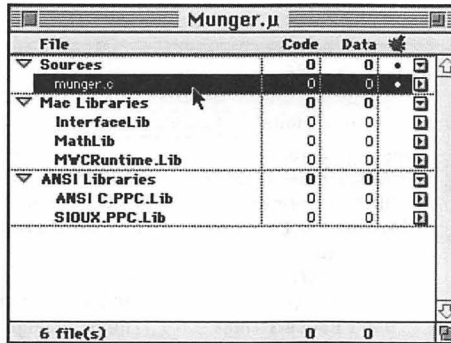 Munger.µ
File Code Data
Sources 0 0 •
munger.c 0 0 •
Mac Libraries 0 0
InterfaceLib 0 0
MathLib 0 0
MWCRuntime.Lib 0 0
ANSI Libraries 0 0
ANSI C.PPC.Lib 0 0
SIOUX.PPC.Lib 0 0
6 file(s) 0 0